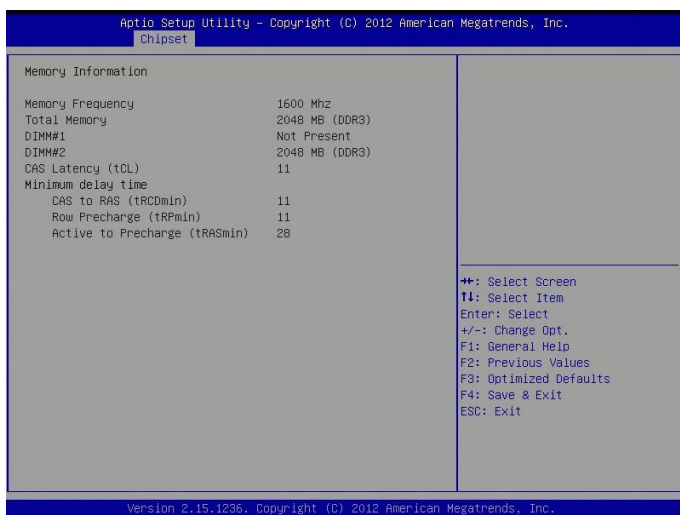 Aptio Setup Utility – Copyright (C) 2012 American Megatrends, Inc.
Chipset
Memory Information
Memory Frequency 1600 Mhz
Total Memory 2048 MB (DDR3)
DIMM#1 Not Present
DIMM#2 2048 MB (DDR3)
CAS Latency (tCL) 11
Minimum delay time
CAS to RAS (tRCDmin) 11
Row Precharge (tRPmin) 11
Active to Precharge (tRASmin) 28
→←: Select Screen
↑↓: Select Item
Enter: Select
+/-: Change Opt.
F1: General Help
F2: Previous Values
F3: Optimized Defaults
F4: Save & Exit
ESC: Exit
Version 2.15.1236. Copyright (C) 2012 American Megatrends, Inc.